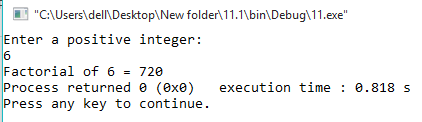 "C:\Users\dell\Desktop\New folder\11.1\bin\Debug\11.exe"
Enter a positive integer:
6
Factorial of 6 = 720
Process returned 0 (0x0)   execution time : 0.818 s
Press any key to continue.